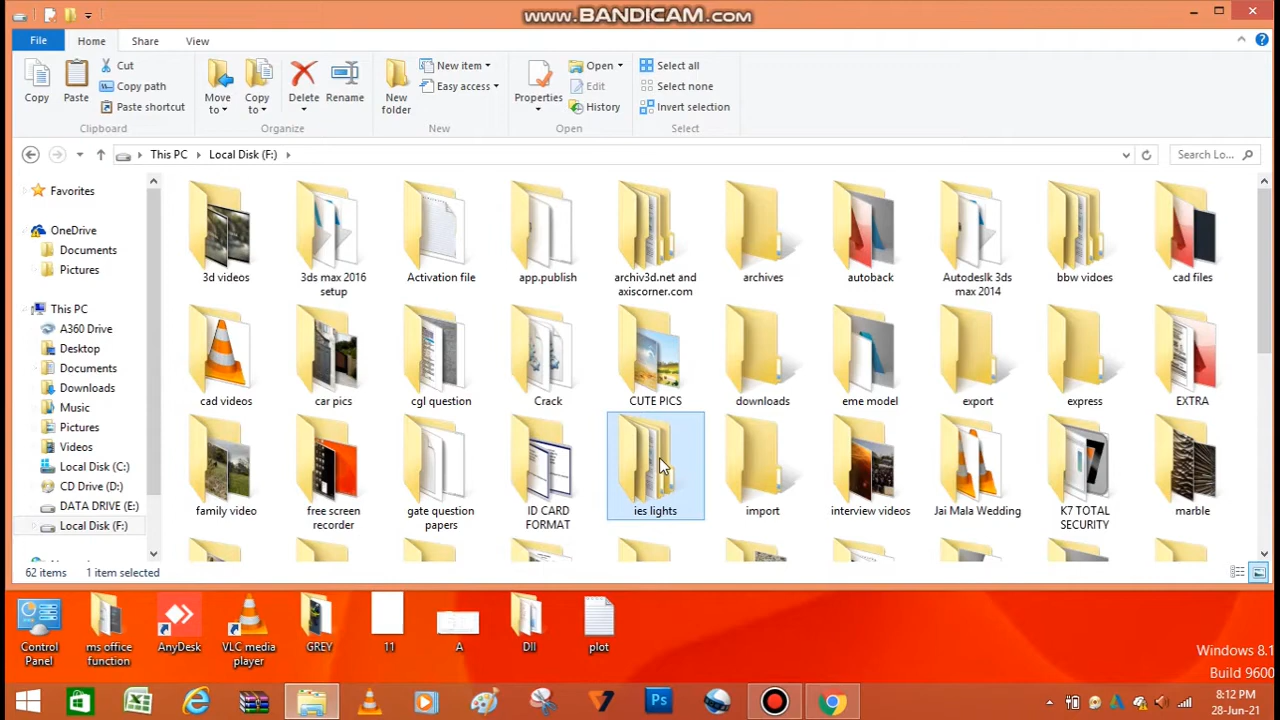 www.BANDICAM.com
File Home Share View
Copy Paste Cut Copy path Paste shortcut Move to Copy to Delete Rename New folder New item Easy access Properties Open Edit History Select all Select none Invert selection
Clipboard Organize New Open Select
This PC Local Disk (F:) Search Lo...
Favorites
OneDrive
Documents
Pictures
This PC
A360 Drive
Desktop
Documents
Downloads
Music
Pictures
Videos
Local Disk (C:)
CD Drive (D:)
DATA DRIVE (E:)
Local Disk (F:)
3d videos
3ds max 2016 setup
Activation file
app.publish
archiv3d.net and axiscorner.com
archives
autoback
Autodeslk 3ds max 2014
bbw vidoes
cad files
cad videos
car pics
cgl question
Crack
CUTE PICS
downloads
eme model
export
express
EXTRA
family video
free screen recorder
gate question papers
ID CARD FORMAT
ies lights
import
interview videos
Jai Mala Wedding
K7 TOTAL SECURITY
marble
62 items 1 item selected
Control Panel
ms office function
AnyDesk
VLC media player
GREY
11
A
Dll
plot
Windows 8.1
Build 9600
8:12 PM
28-Jun-21